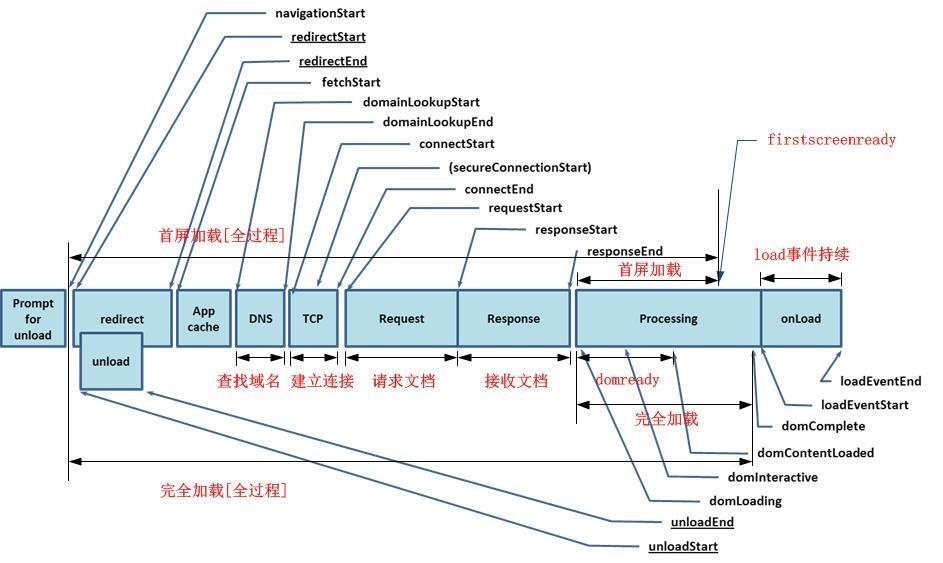 navigationStart
redirectStart
redirectEnd
fetchStart
domainLookupStart
domainLookupEnd
connectStart
firstscreenready
(secureConnectionStart)
connectEnd
requestStart
responseStart
首屏加载[全过程]
responseEnd
load事件持续
首屏加载
Prompt
for
unload
redirect
unload
App
cache
DNS
TCP
Request
Response
Processing
onLoad
查找域名
建立连接
请求文档
接收文档
domready
loadEventEnd
loadEventStart
完全加载
domComplete
domContentLoaded
domInteractive
完全加载[全过程]
domLoading
unloadEnd
unloadStart